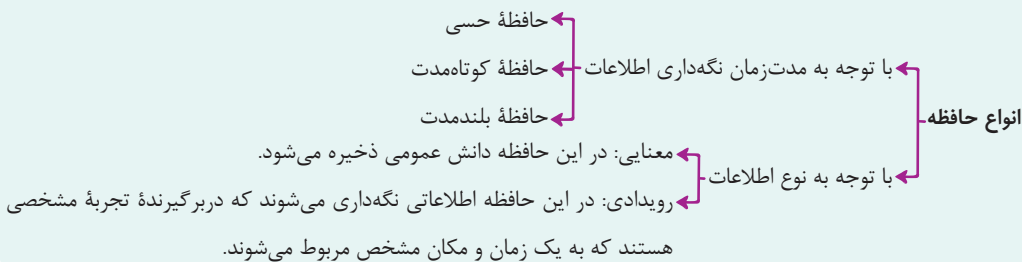 انواع حافظه
با توجه به مدت‌زمان نگه‌داری اطلاعات
حافظهٔ حسی
حافظهٔ کوتاه‌مدت
حافظهٔ بلندمدت
با توجه به نوع اطلاعات
معنایی: در این حافظه دانش عمومی ذخیره می‌شود.
رویدادی: در این حافظه اطلاعاتی نگه‌داری می‌شوند که دربرگیرندهٔ تجربهٔ مشخصی
هستند که به یک زمان و مکان مشخص مربوط می‌شوند.